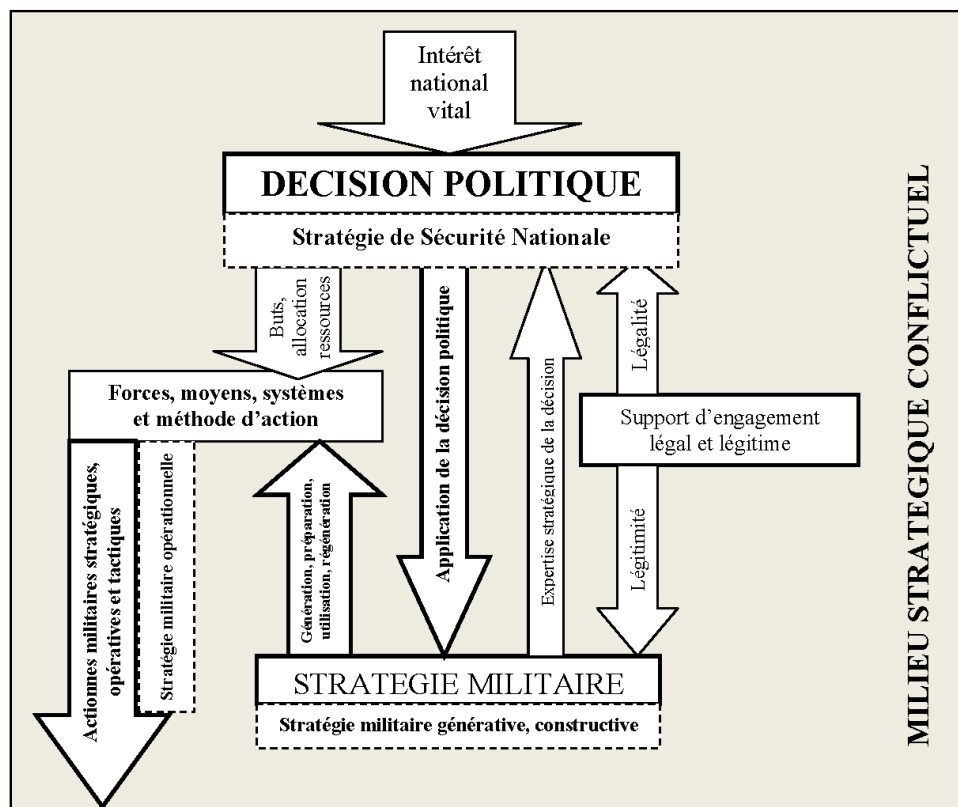 Intérêt
national
vital
DECISION POLITIQUE
Stratégie de Sécurité Nationale
Buts,
allocation
ressources
Application de la décision politique
Expertise stratégique de la décision
Légalité
Forces, moyens, systèmes
et méthode d'action
Support d'engagement
légal et légitime
Légitimité
Actionnes militaires stratégiques,
opératives et tactiques
Stratégie militaire opérationnelle
Génération, préparation,
utilisation, régénération
STRATEGIE MILITAIRE
Stratégie militaire générative, constructive
MILIEU STRATEGIQUE CONFLICTUEL